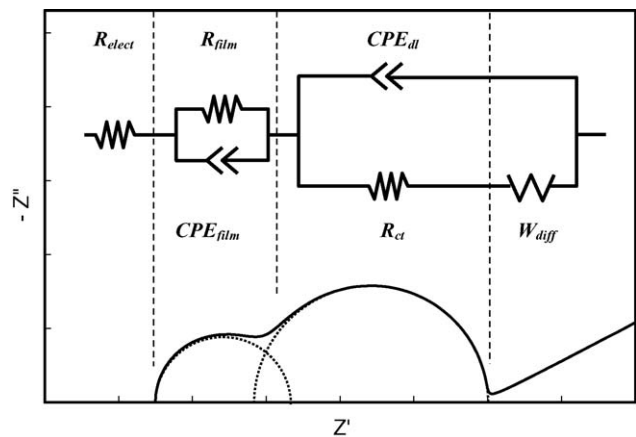 R_elect R_film CPE_dl
CPE_film R_ct W_diff
- Z"
Z'